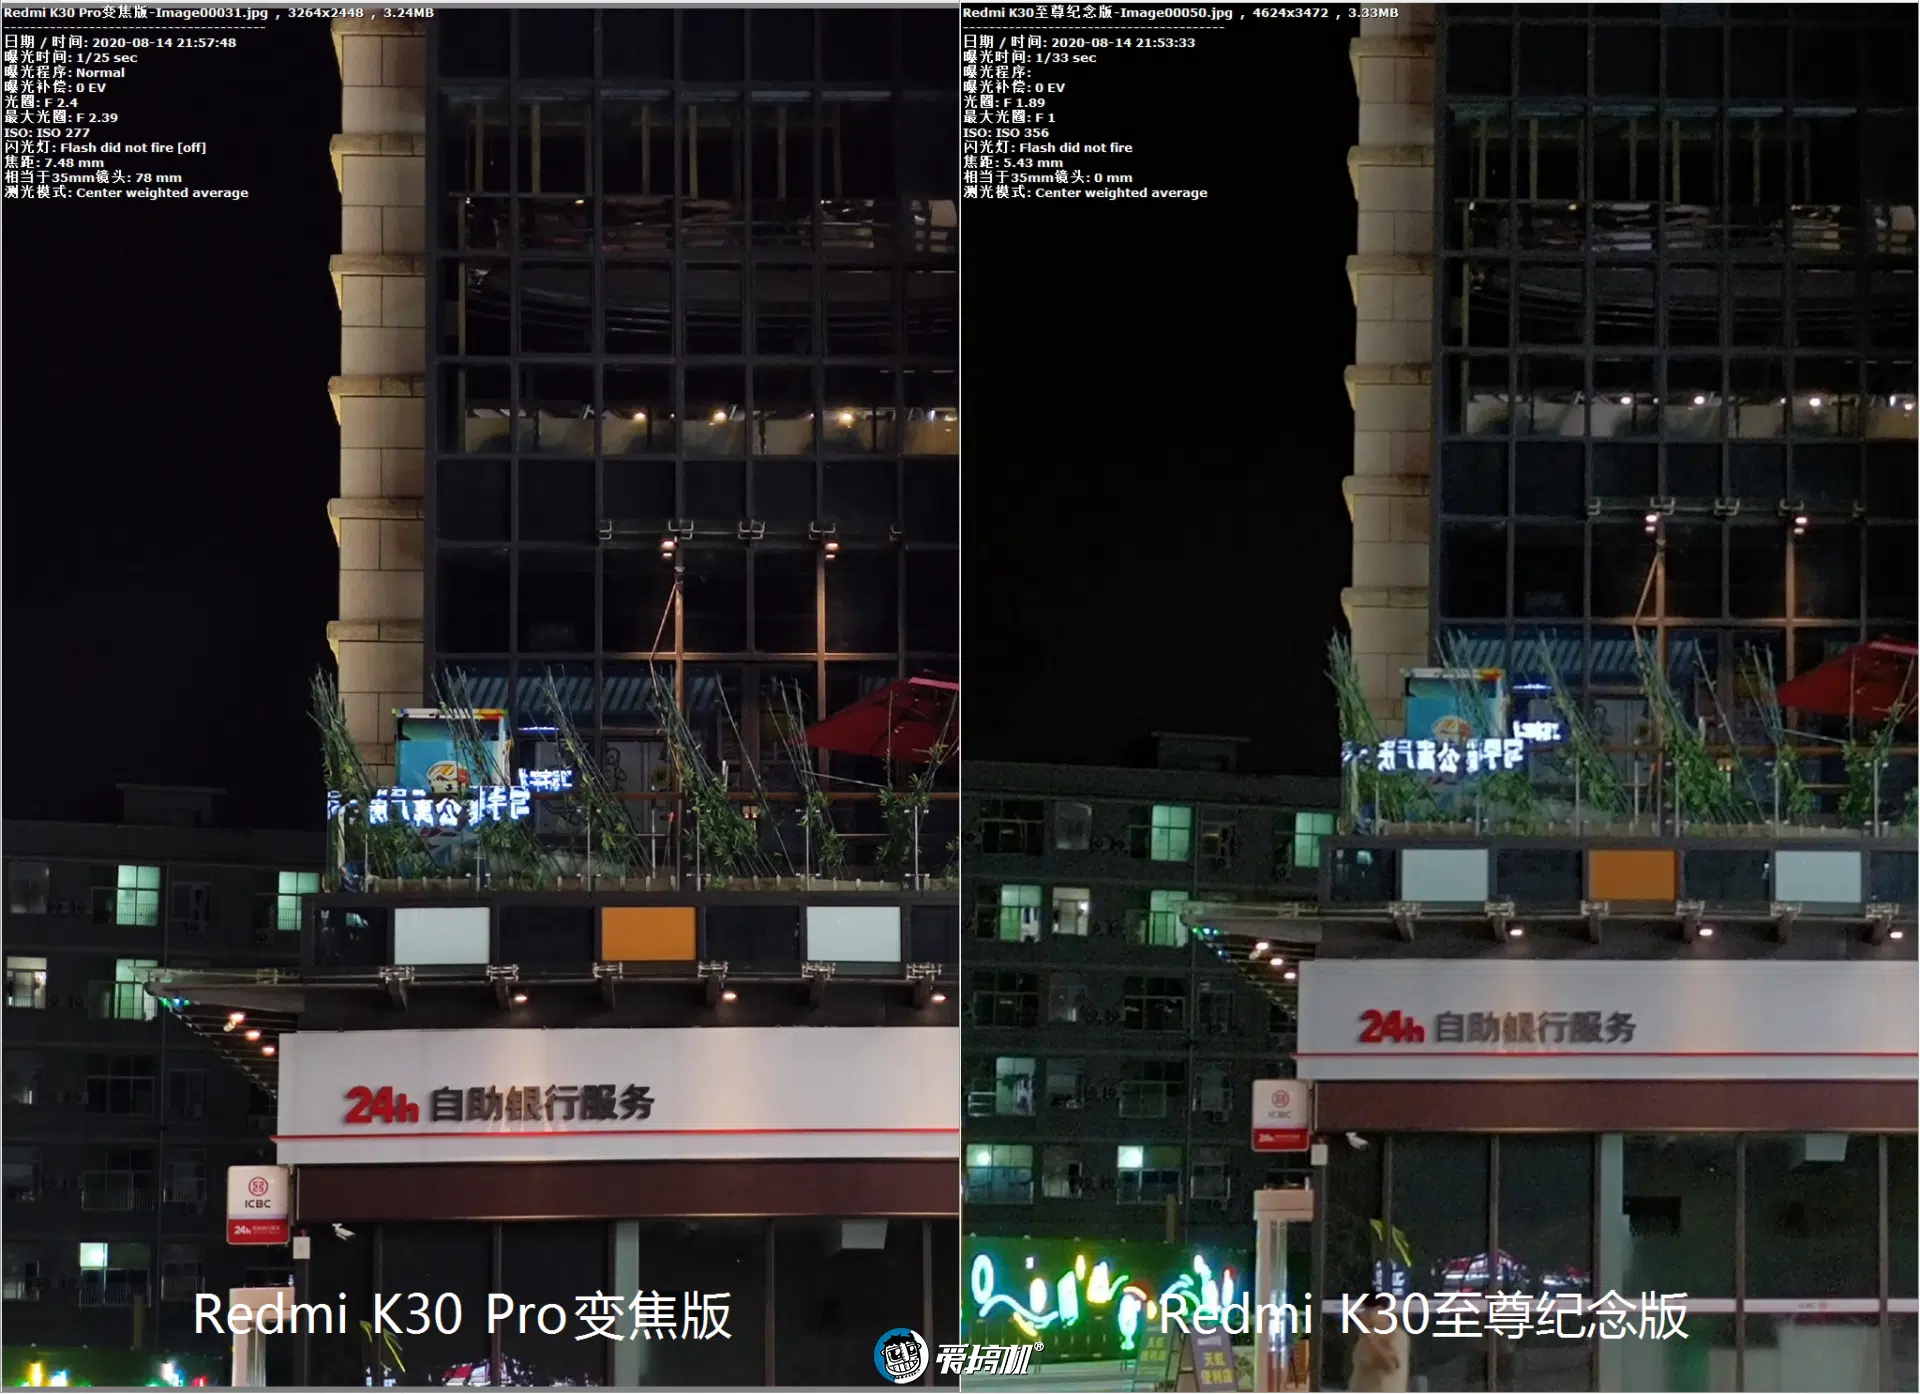 Redmi K30 Pro变焦版-Image00031.jpg , 3264x2448 , 3.24MB
日期 / 时间: 2020-08-14 21:57:48
曝光时间: 1/25 sec
曝光程序: Normal
曝光补偿: 0 EV
光圈: F 2.4
最大光圈: F 2.39
ISO: ISO 277
闪光灯: Flash did not fire [off]
焦距: 7.48 mm
相当于35mm镜头: 78 mm
测光模式: Center weighted average
24h 自助银行服务
ICBC
24h
Redmi K30 Pro变焦版
Redmi K30至尊纪念版-Image00050.jpg , 4624x3472 , 3.33MB
日期 / 时间: 2020-08-14 21:53:33
曝光时间: 1/33 sec
曝光程序:
曝光补偿: 0 EV
光圈: F 1.89
最大光圈: F 1
ISO: ISO 356
闪光灯: Flash did not fire
焦距: 5.43 mm
相当于35mm镜头: 0 mm
测光模式: Center weighted average
24h 自助银行服务
ICBC
24h
Redmi K30至尊纪念版
爱搞机®